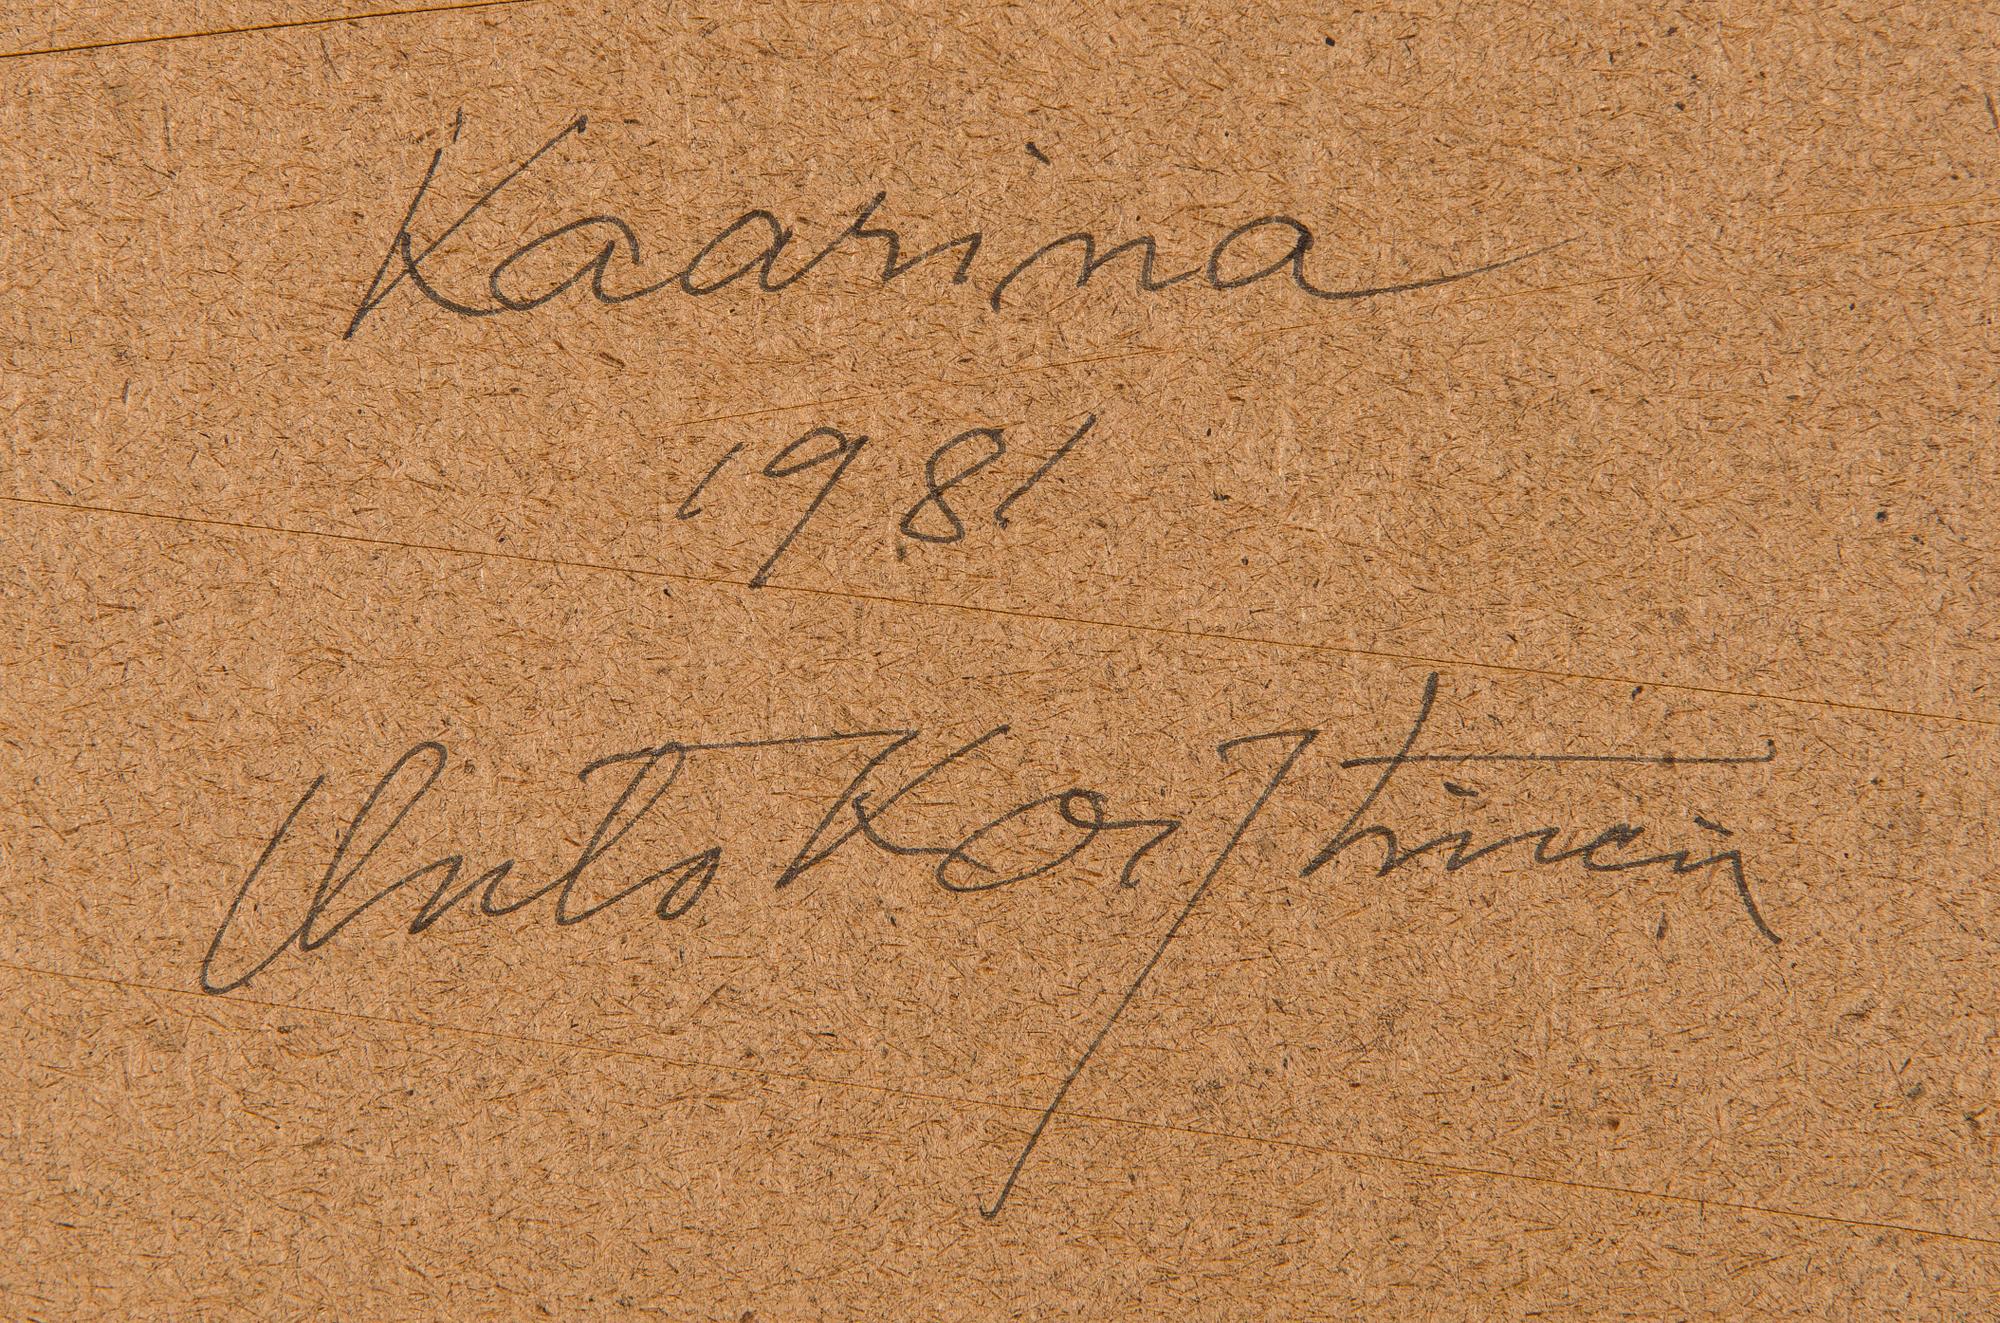 Kaarina
1981
Unto Koistinen